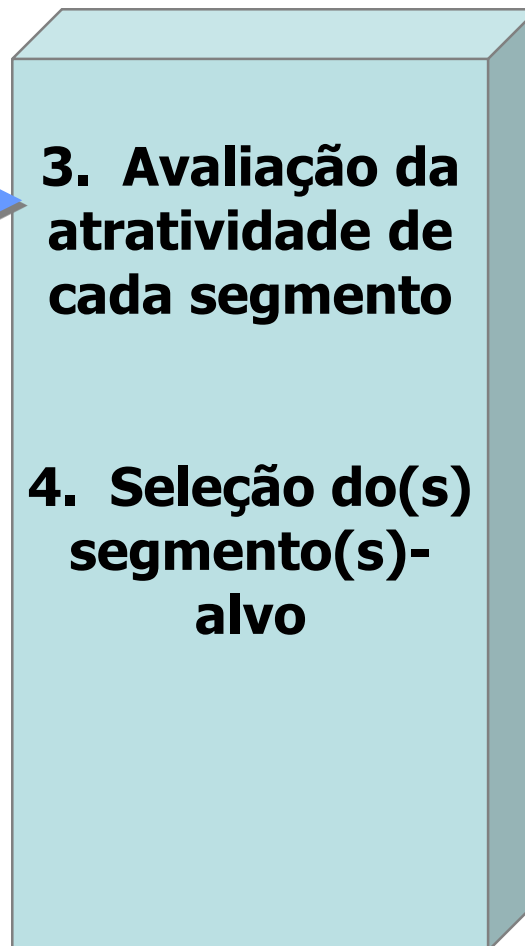 3. Avaliação da
atratividade de
cada segmento
4. Seleção do(s)
segmento(s)-
alvo